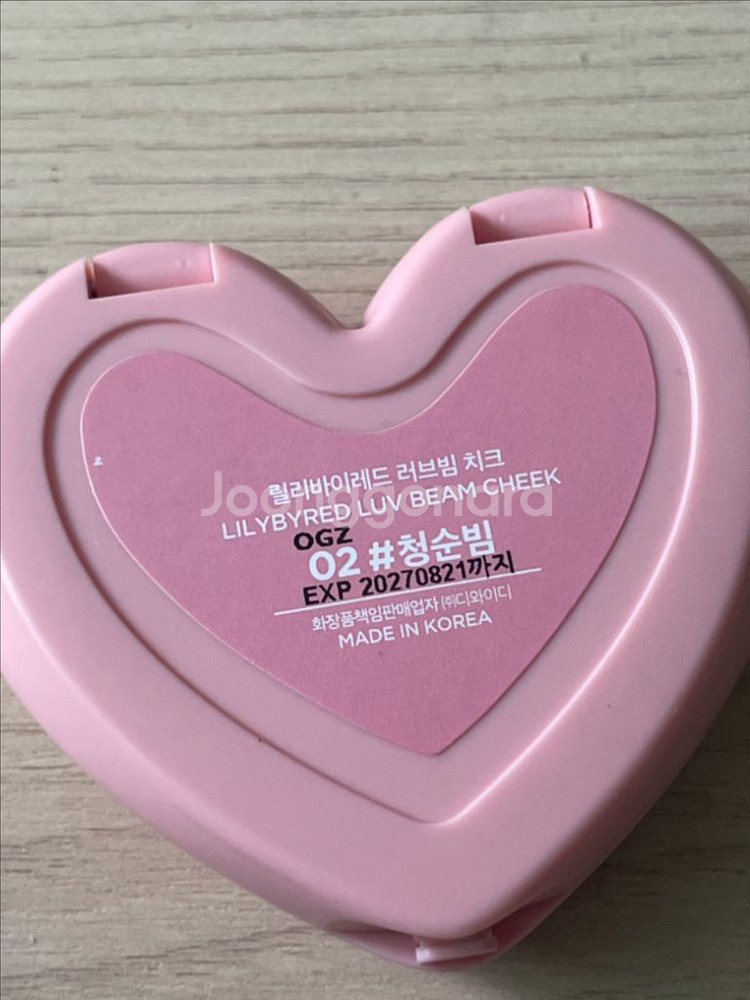 릴리바이레드 러브빔 치크
Joonggonara
LILYBYRED LUV BEAM CHEEK
OGZ
02 #청순빔
EXP 20270821까지
화장품책임판매업자 ㈜디와이디
MADE IN KOREA